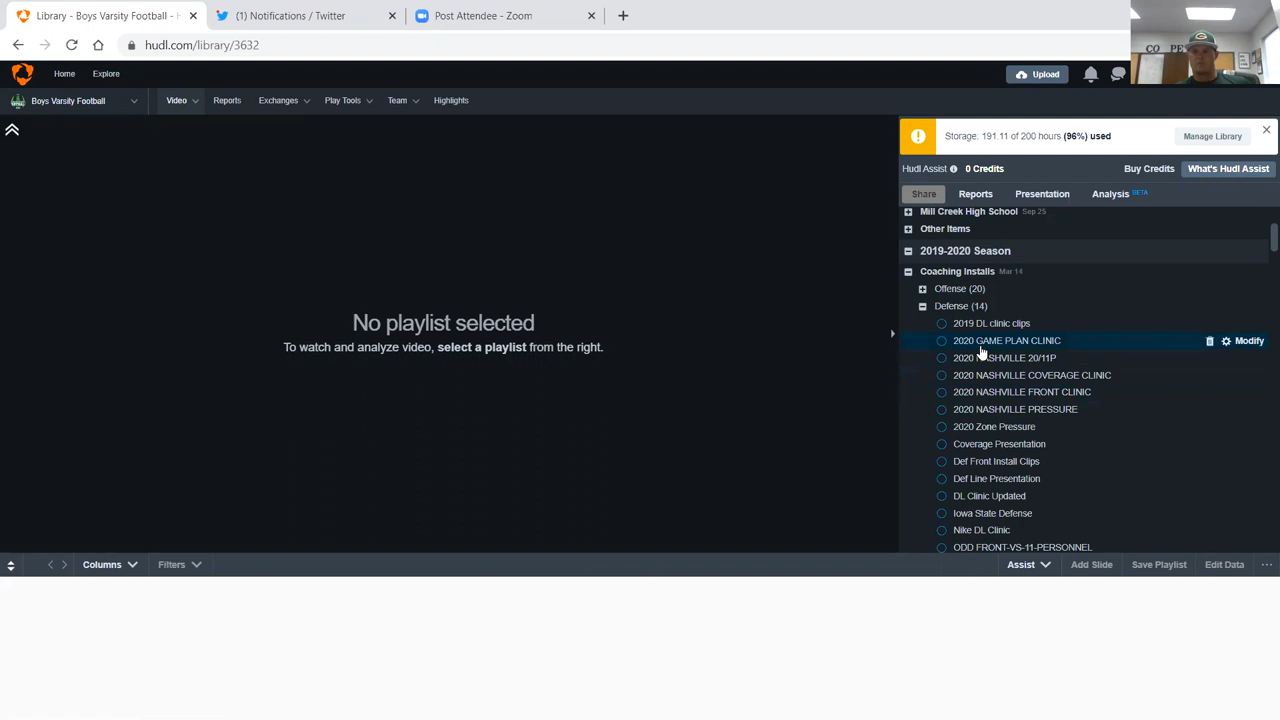 Library - Boys Varsity Football - H
(1) Notifications / Twitter
Post Attendee - Zoom
hudl.com/library/3632
Home
Explore
Upload
Boys Varsity Football
Video
Reports
Exchanges
Play Tools
Team
Highlights
Storage: 191.11 of 200 hours (96%) used
Manage Library
Hudl Assist
0 Credits
Buy Credits
What's Hudl Assist
Share
Reports
Presentation
Analysis BETA
Mill Creek High School Sep 25
Other Items
2019-2020 Season
Coaching Installs Mar 14
Offense (20)
Defense (14)
2019 DL clinic clips
2020 GAME PLAN CLINIC
Modify
2020 NASHVILLE 20/11P
2020 NASHVILLE COVERAGE CLINIC
2020 NASHVILLE FRONT CLINIC
2020 NASHVILLE PRESSURE
2020 Zone Pressure
Coverage Presentation
Def Front Install Clips
Def Line Presentation
DL Clinic Updated
Iowa State Defense
Nike DL Clinic
ODD FRONT-VS-11-PERSONNEL
No playlist selected
To watch and analyze video, select a playlist from the right.
Columns
Filters
Assist
Add Slide
Save Playlist
Edit Data